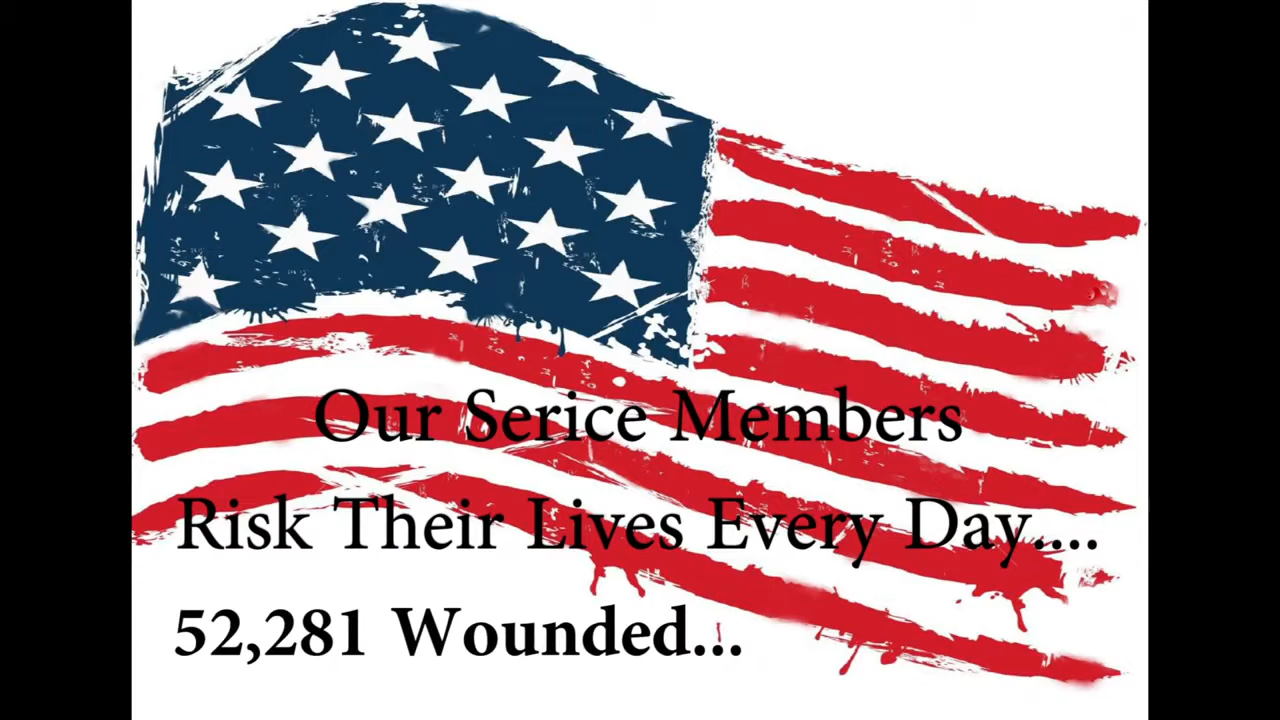 Our Serice Members
Risk Their Lives Every Day....
52,281 Wounded...